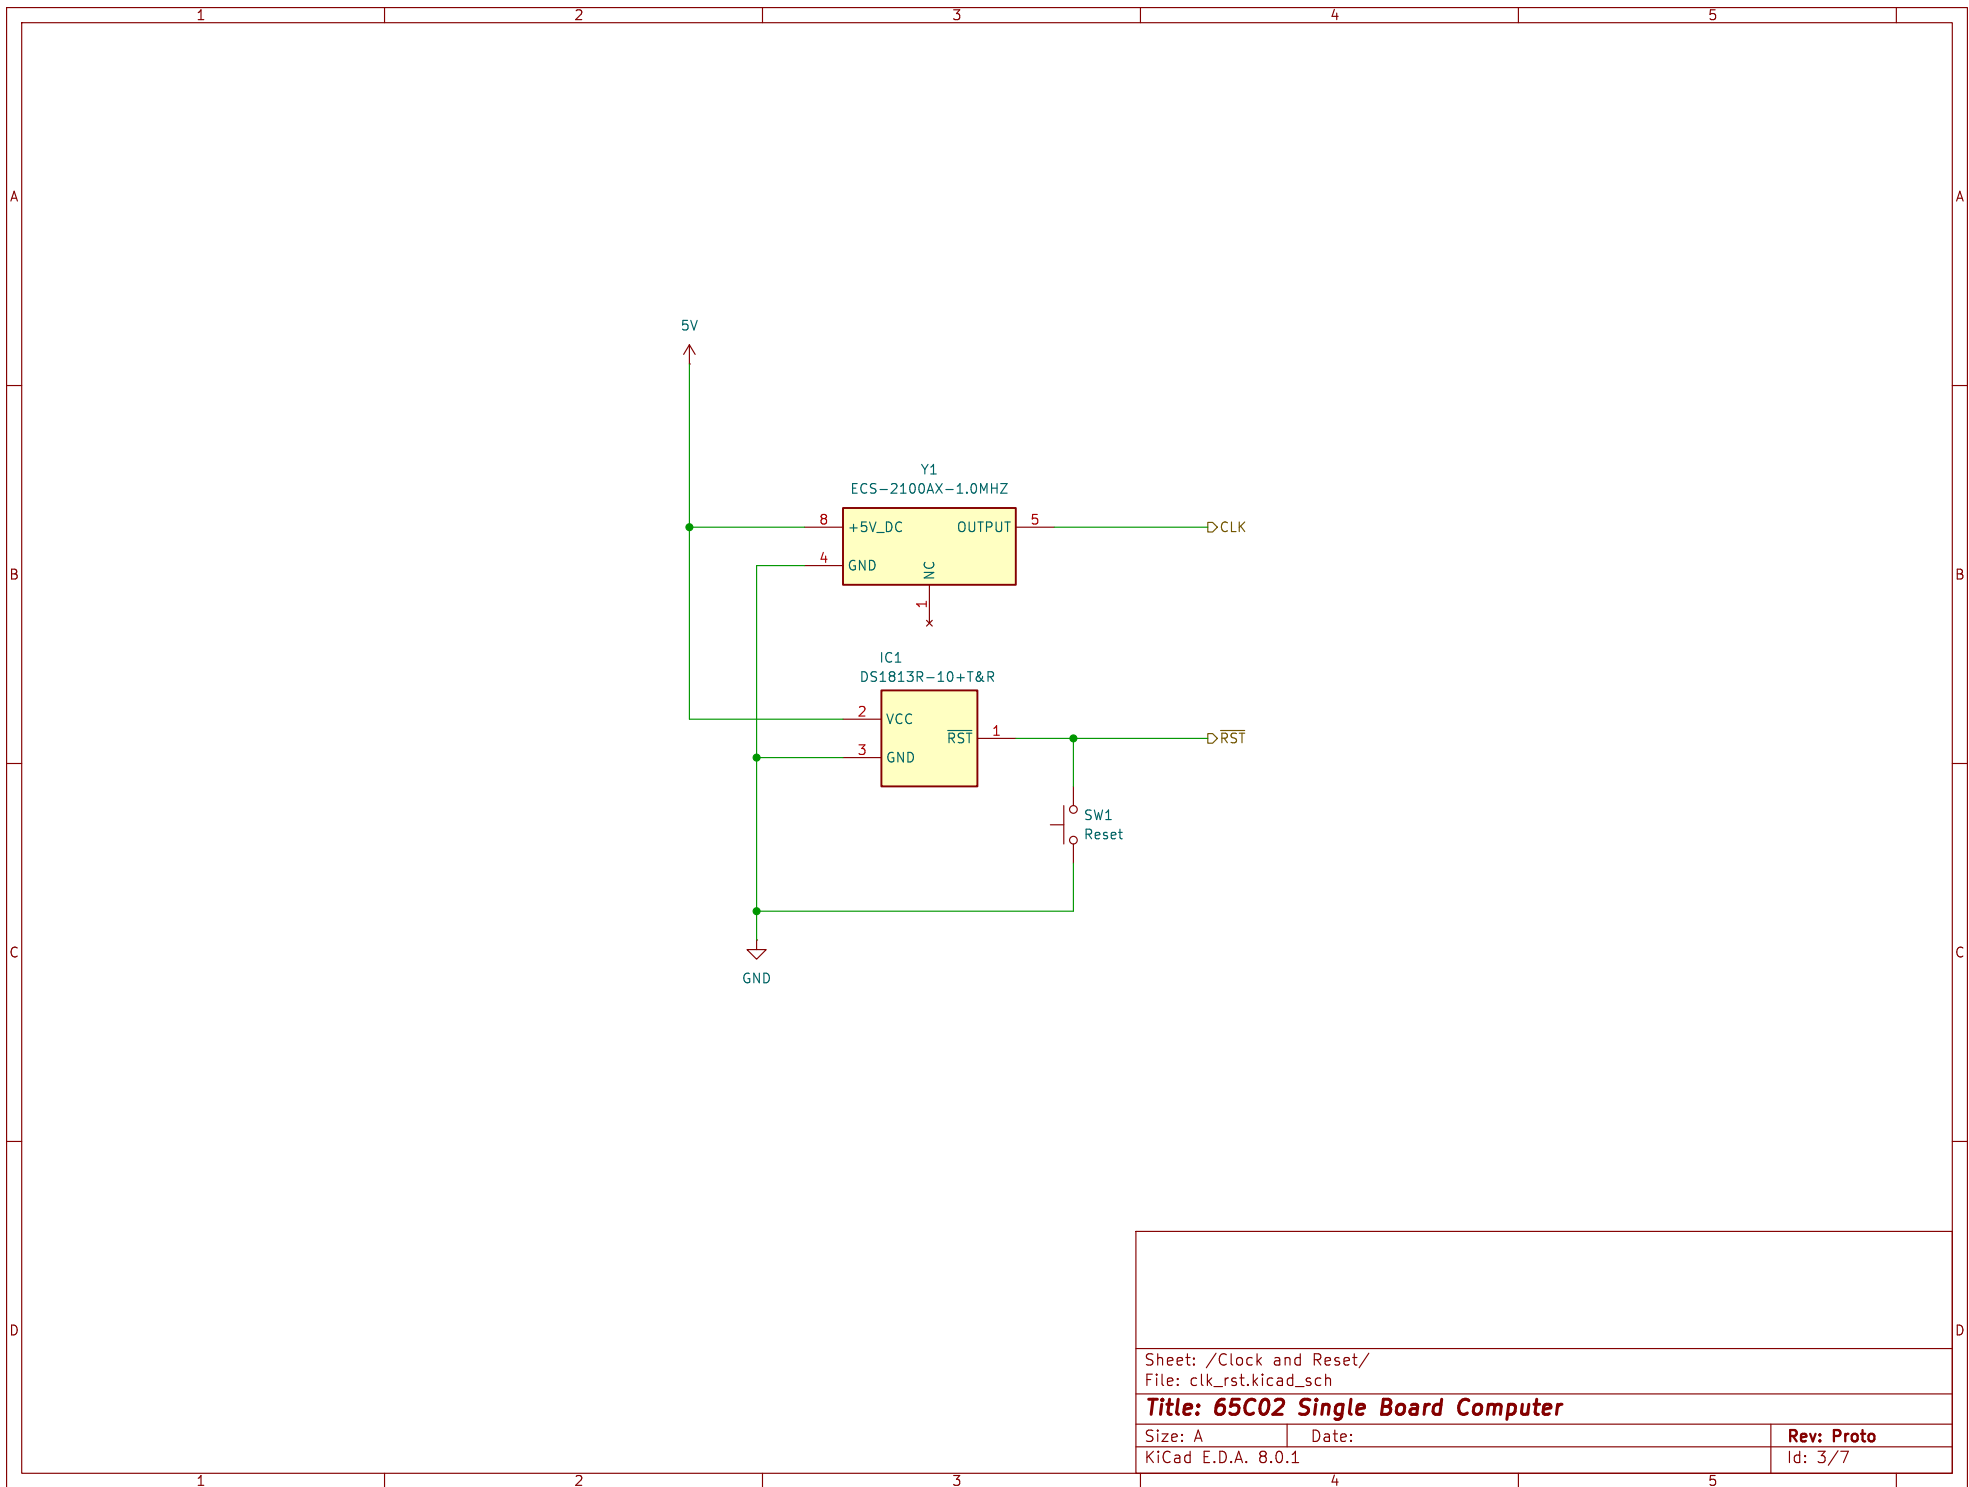 1 2 3 4 5
A A
5V
Y1
ECS-2100AX-1.0MHZ
8 +5V_DC OUTPUT 5 CLK
4 GND
NC
1
B B
IC1
DS1813R-10+T&R
2 VCC
R̅S̅T̅ 1 R̅S̅T̅
3 GND
SW1
Reset
C C
GND
D D
Sheet: /Clock and Reset/
File: clk_rst.kicad_sch
Title: 65C02 Single Board Computer
Size: A Date: Rev: Proto
KiCad E.D.A. 8.0.1 Id: 3/7
1 2 3 4 5